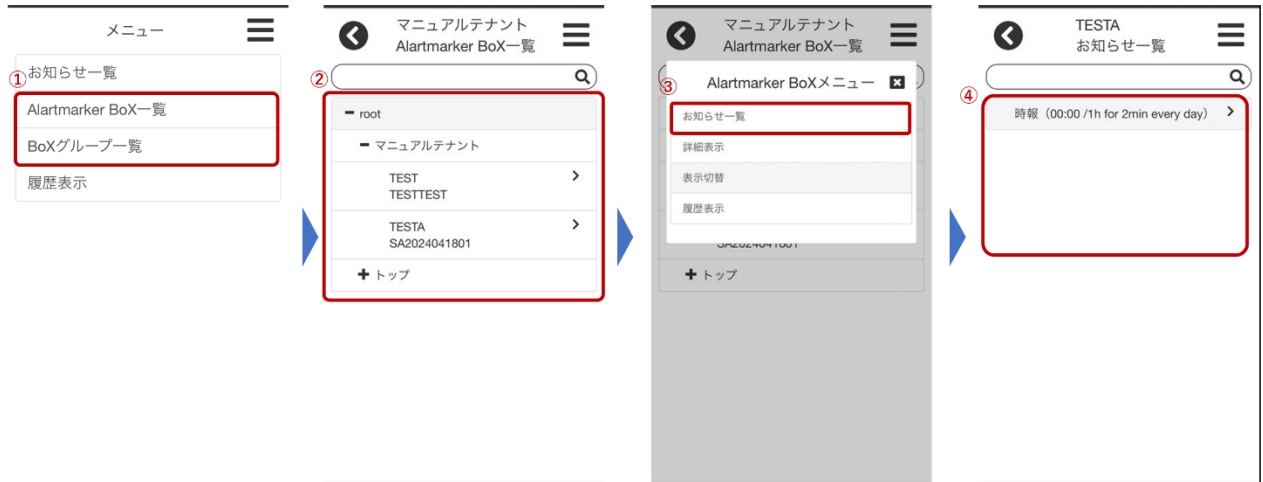 メニュー
①
お知らせ一覧
Alartmarker BoX一覧
BoXグループ一覧
履歴表示
マニュアルテナント
Alartmarker BoX一覧
②
root
マニュアルテナント
TEST
TESTTEST
TESTA
SA2024041801
トップ
マニュアルテナント
Alartmarker BoX一覧
③
Alartmarker BoXメニュー
お知らせ一覧
詳細表示
表示切替
履歴表示
SA2024041801
トップ
TESTA
お知らせ一覧
④
時報（00:00 /1h for 2min every day）